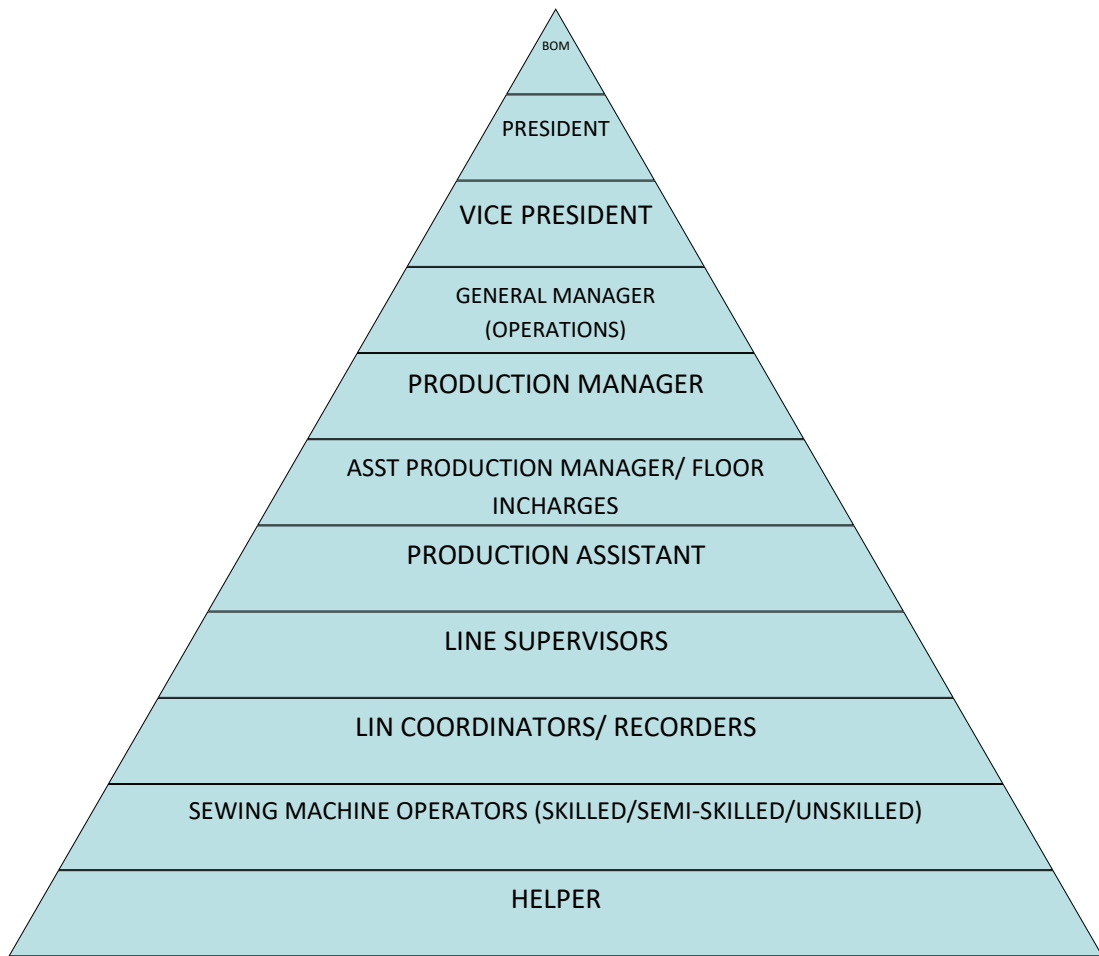 BOM
PRESIDENT
VICE PRESIDENT
GENERAL MANAGER
(OPERATIONS)
PRODUCTION MANAGER
ASST PRODUCTION MANAGER/ FLOOR
INCHARGES
PRODUCTION ASSISTANT
LINE SUPERVISORS
LIN COORDINATORS/ RECORDERS
SEWING MACHINE OPERATORS (SKILLED/SEMI-SKILLED/UNSKILLED)
HELPER